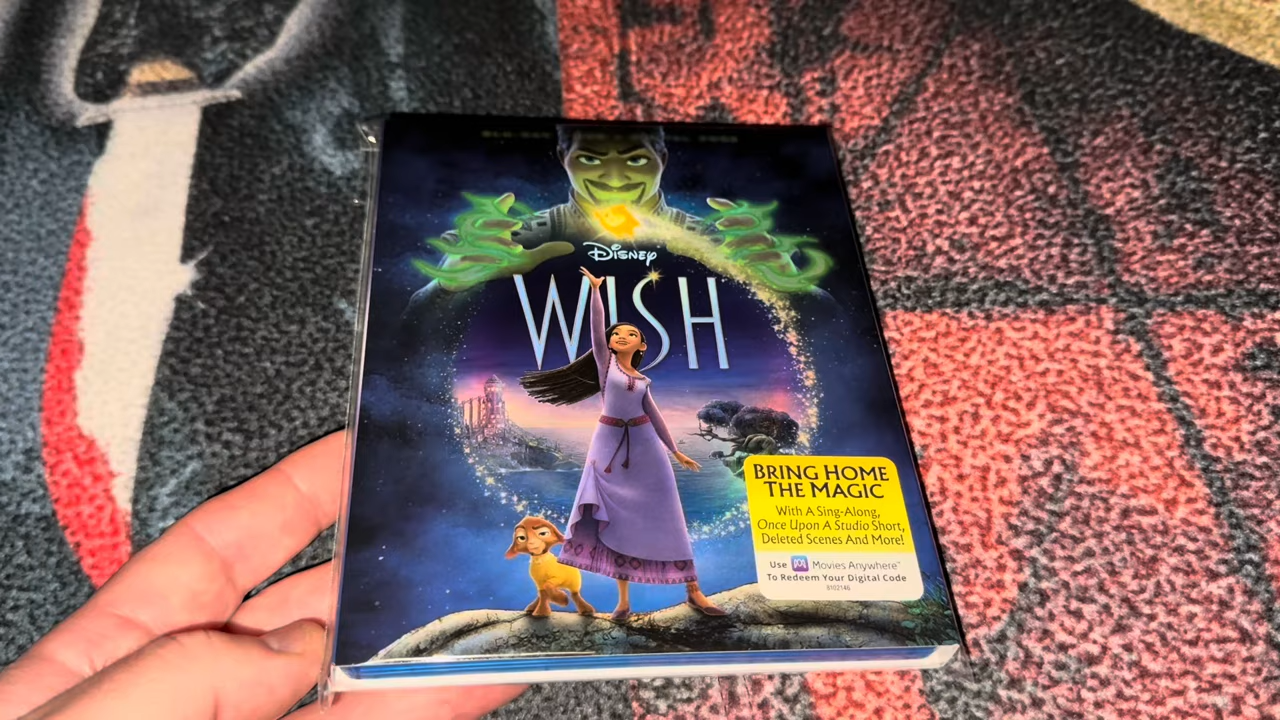 Disney
WISH
BRING HOME
THE MAGIC
With A Sing-Along,
Once Upon A Studio Short,
Deleted Scenes And More!
Use Movies Anywhere™
To Redeem Your Digital Code